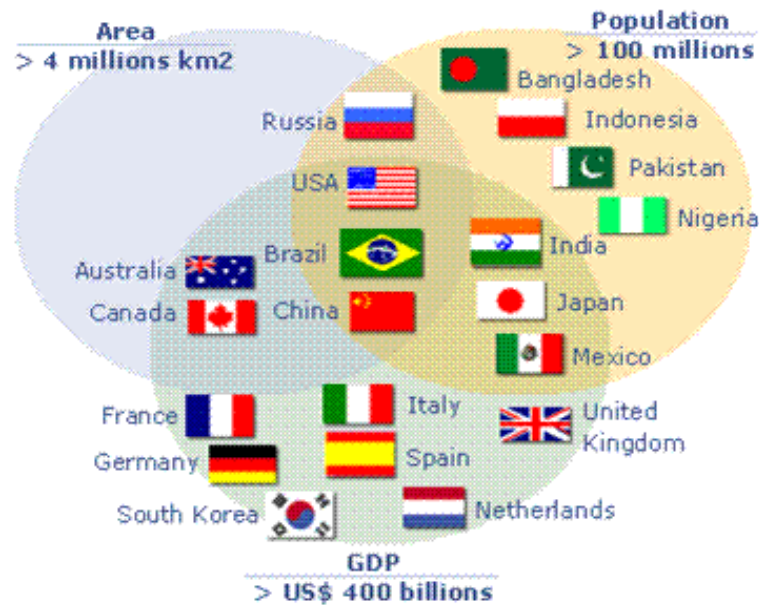 Area
> 4 millions km2
Population
> 100 millions
Bangladesh
Russia
Indonesia
Pakistan
USA
Nigeria
India
Brazil
Australia
Japan
Canada
China
Mexico
France
Italy
United
Kingdom
Germany
Spain
South Korea
Netherlands
GDP
> US$ 400 billions